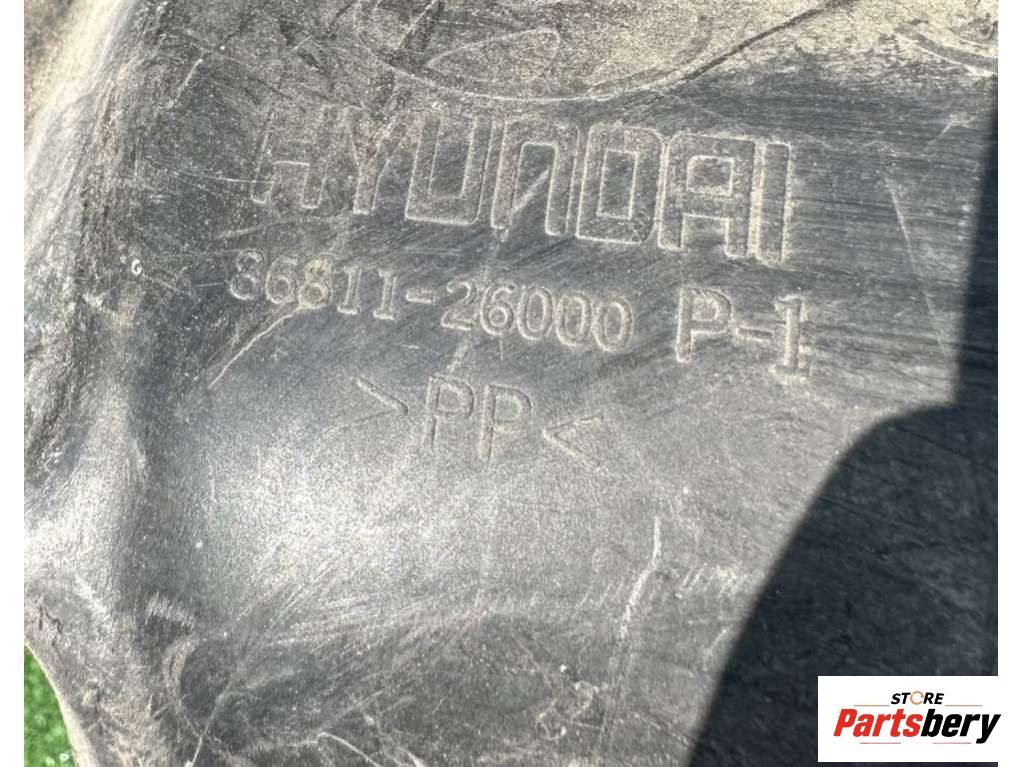 HYUNDAI
86811-26000 P-1
>PP<
STORE
Partsbery